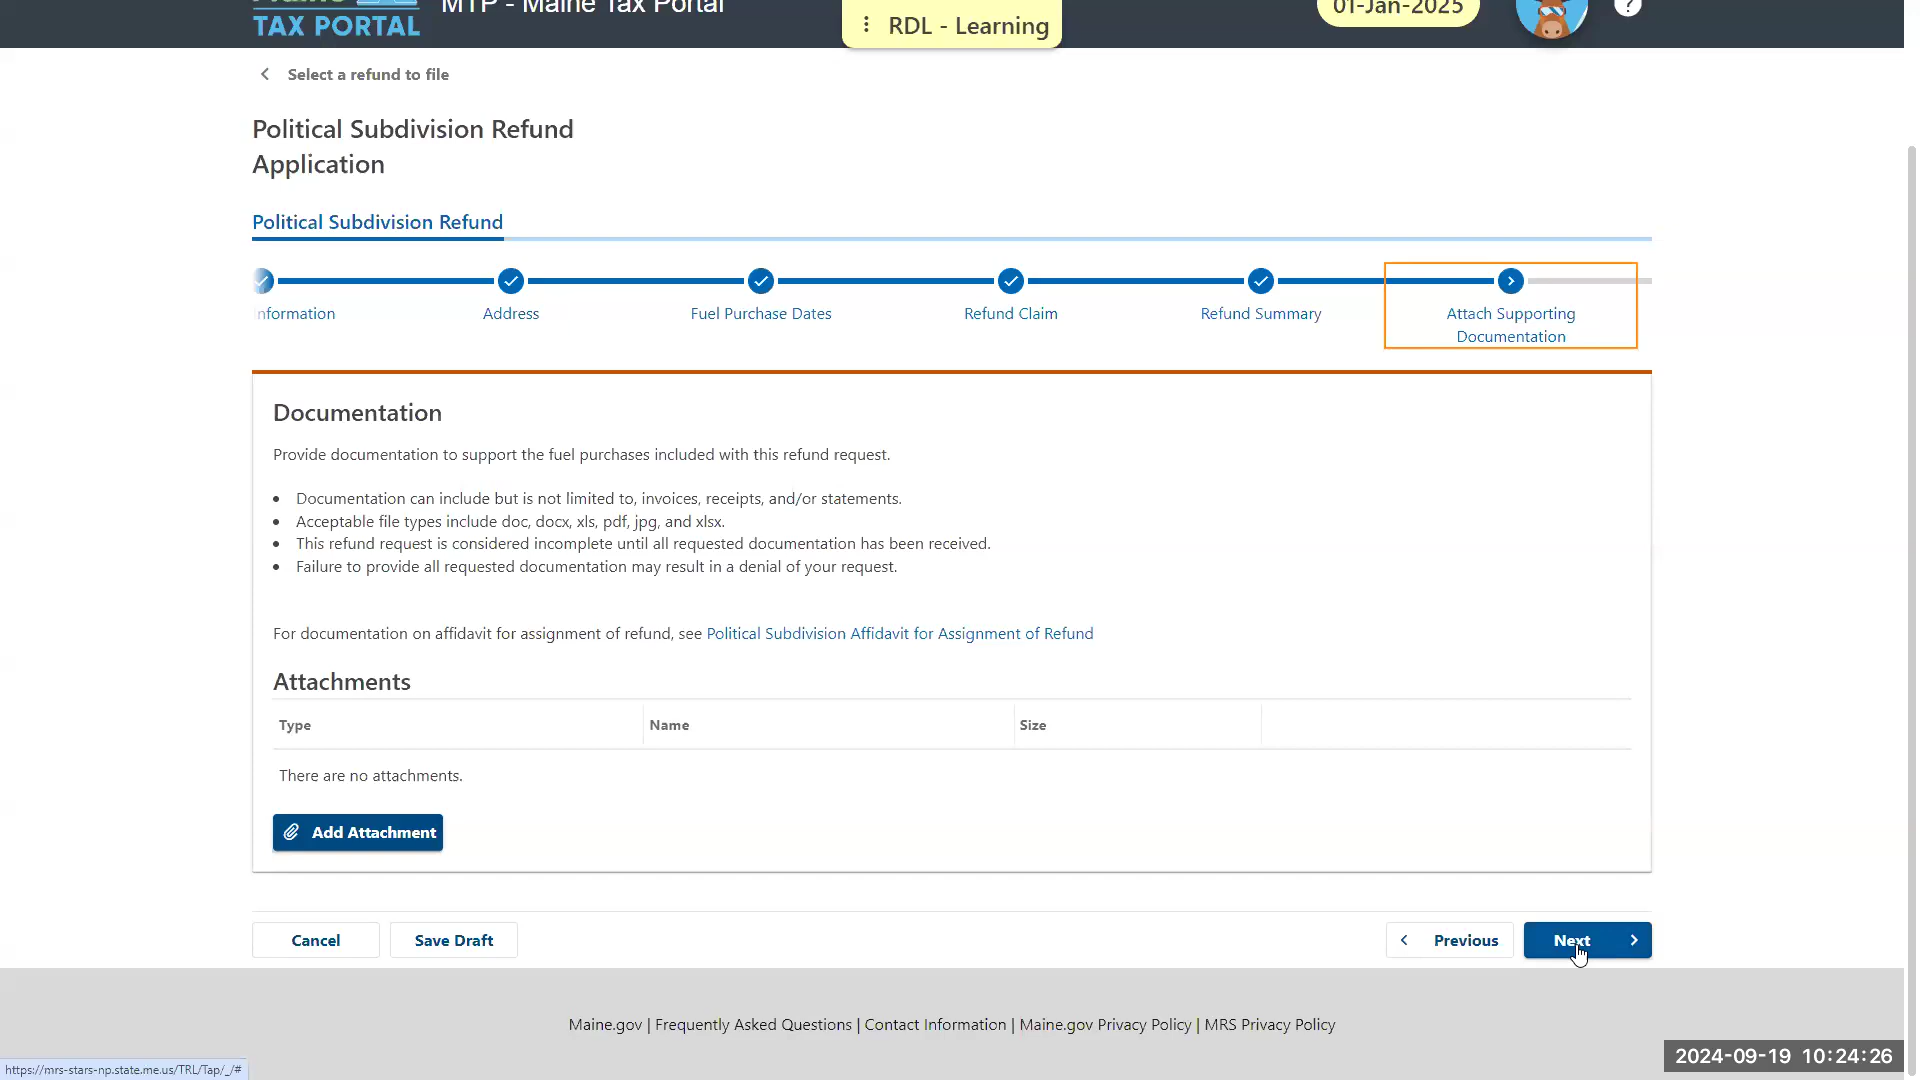 TAX PORTAL
MTP - Maine Tax Portal
RDL - Learning
01-Jan-2025
?
Select a refund to file
Political Subdivision Refund
Application
Political Subdivision Refund
nformation
Address
Fuel Purchase Dates
Refund Claim
Refund Summary
Attach Supporting
Documentation
Documentation
Provide documentation to support the fuel purchases included with this refund request.
• Documentation can include but is not limited to, invoices, receipts, and/or statements.
• Acceptable file types include doc, docx, xls, pdf, jpg, and xlsx.
• This refund request is considered incomplete until all requested documentation has been received.
• Failure to provide all requested documentation may result in a denial of your request.
For documentation on affidavit for assignment of refund, see Political Subdivision Affidavit for Assignment of Refund
Attachments
Type Name Size
There are no attachments.
Add Attachment
Cancel
Save Draft
Previous
Next
Maine.gov | Frequently Asked Questions | Contact Information | Maine.gov Privacy Policy | MRS Privacy Policy
https://mrs-stars-np.state.me.us/TRL/Tap/_/#
2024-09-19 10:24:26